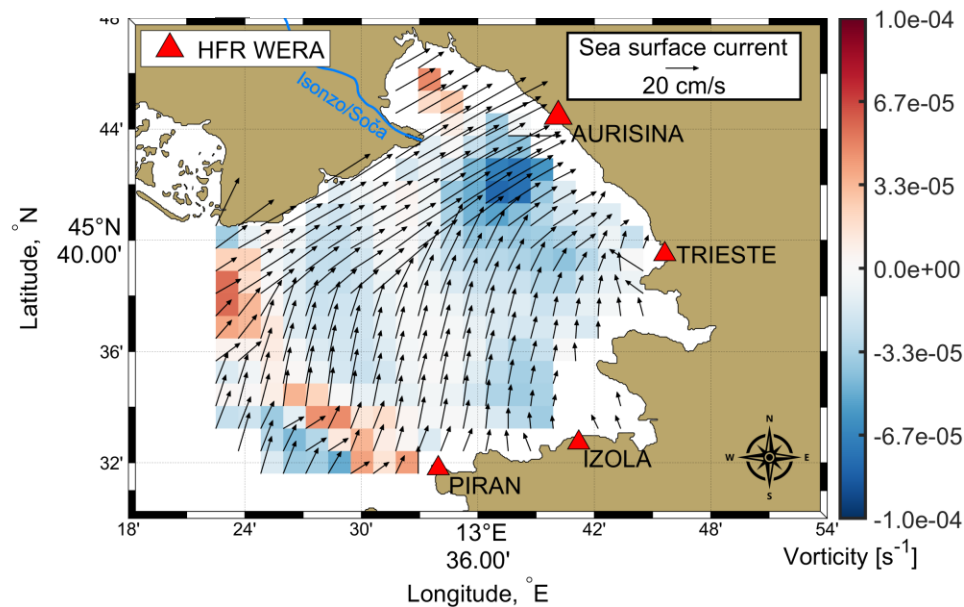 HFR WERA
Sea surface current
20 cm/s
Isonzo/Soča
AURISINA
TRIESTE
IZOLA
PIRAN
N
W
E
S
48'
44'
45°N
40.00'
36'
32'
Latitude, °N
18'
24'
30'
13°E
36.00'
42'
48'
54'
Longitude, °E
1.0e-04
6.7e-05
3.3e-05
0.0e+00
-3.3e-05
-6.7e-05
-1.0e-04
Vorticity [s-1]